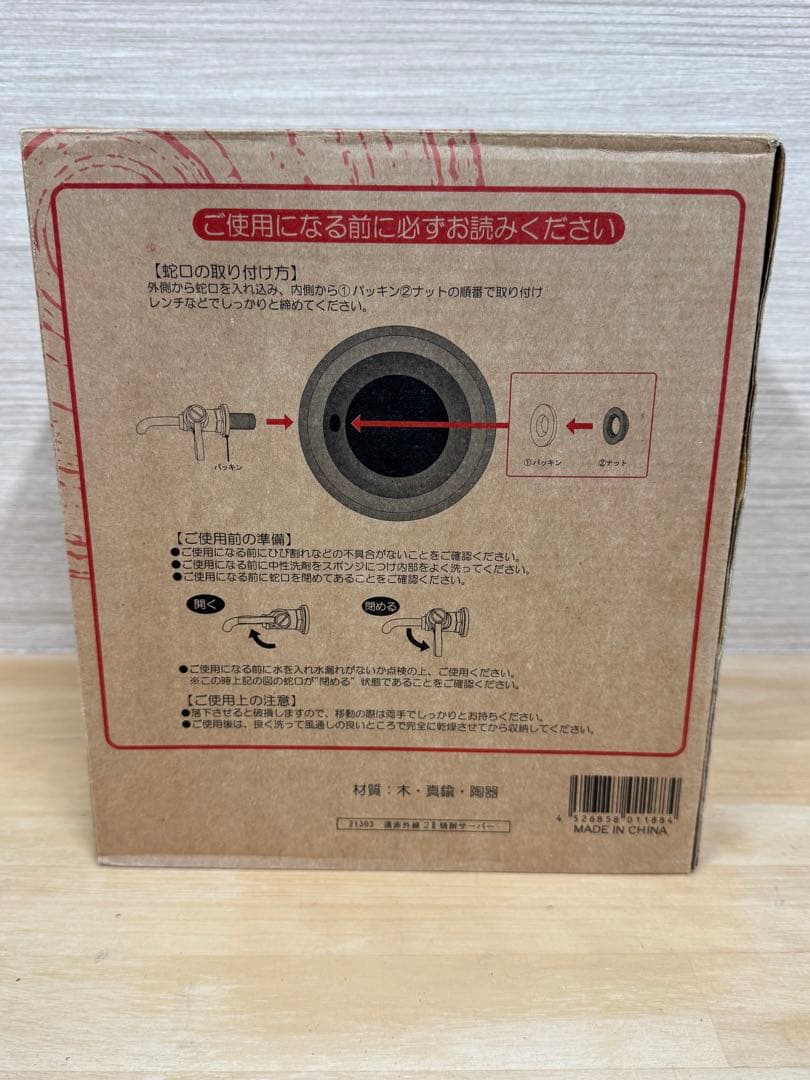 ご使用になる前に必ずお読みください
【蛇口の取り付け方】
外側から蛇口を入れ込み、内側から①パッキン②ナットの順番で取り付け
レンチなどでしっかりと締めてください。
パッキン
①パッキン
②ナット
【ご使用前の準備】
●ご使用になる前にひび割れなどの不具合がないことをご確認ください。
●ご使用になる前に中性洗剤をスポンジにつけ内部をよく洗ってください。
●ご使用になる前に蛇口を閉めてあることをご確認ください。
開く
閉める
●ご使用になる前に水を入れ水漏れがないか点検の上、ご使用ください。
※この時上記の図の蛇口が"閉める"状態であることをご確認ください。
【ご使用上の注意】
●落下させると破損しますので、移動の際は両手でしっかりとお持ちください。
●ご使用後は、良く洗って風通しの良いところで完全に乾燥させてから収納してください。
材質：木・真鍮・陶器
21303 遠赤外線2ℓ焼酎サーバー
4 526858 011884
MADE IN CHINA